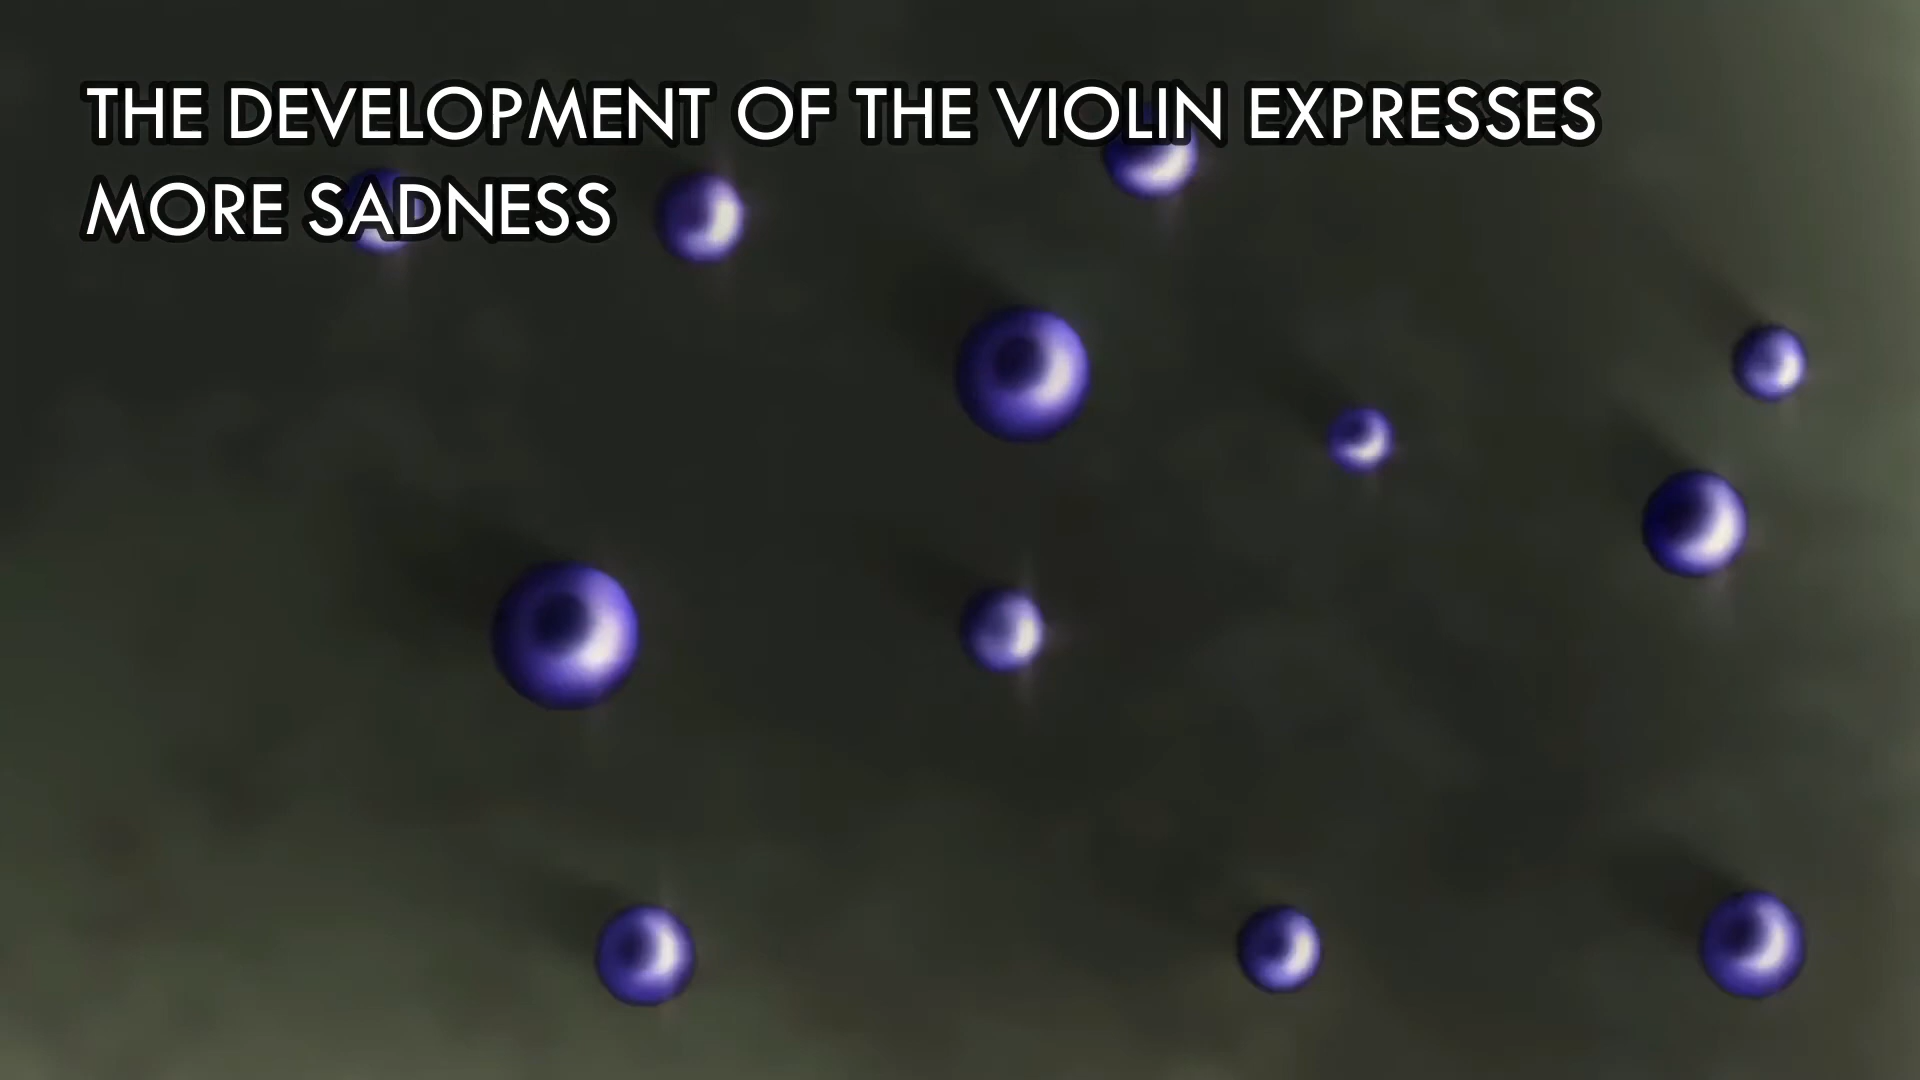 THE DEVELOPMENT OF THE VIOLIN EXPRESSES
MORE SADNESS